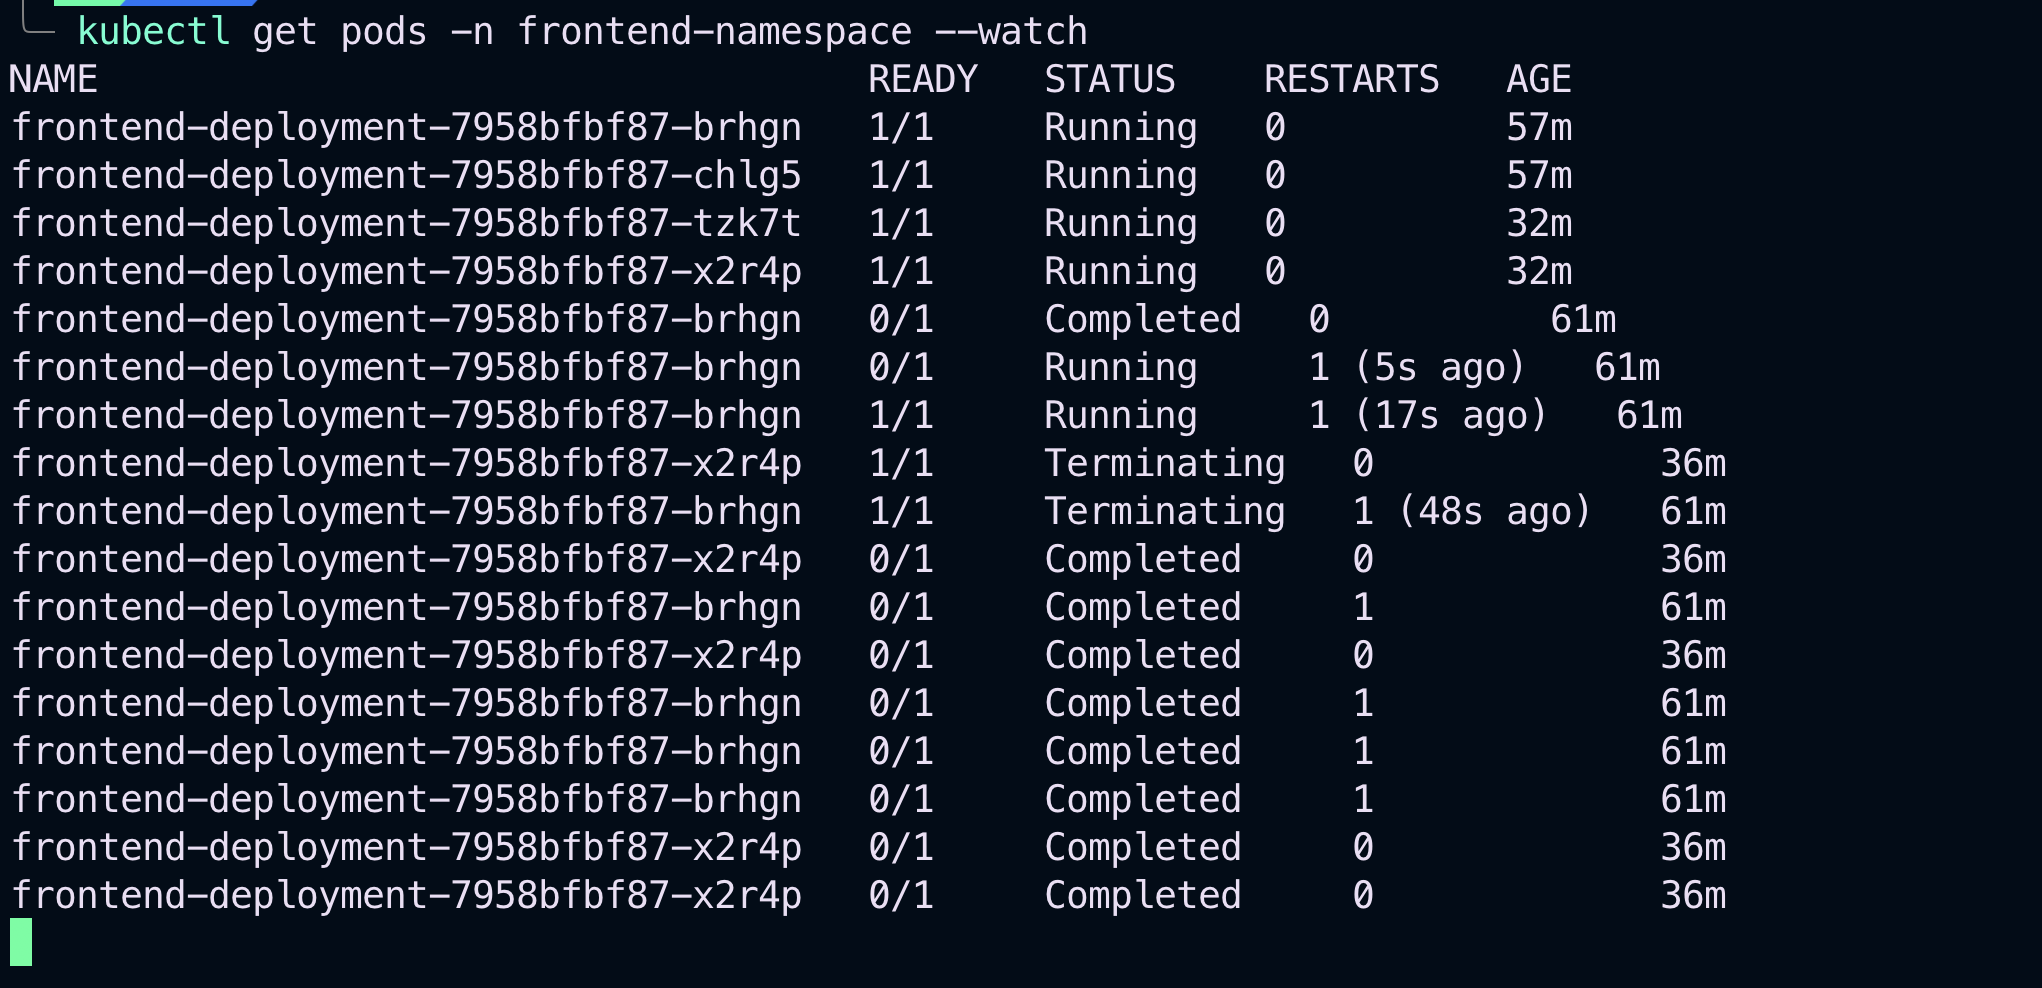 kubectl get pods -n frontend-namespace --watch
NAME                                   READY   STATUS    RESTARTS   AGE
frontend-deployment-7958bfbf87-brhgn   1/1     Running   0          57m
frontend-deployment-7958bfbf87-chlg5   1/1     Running   0          57m
frontend-deployment-7958bfbf87-tzk7t   1/1     Running   0          32m
frontend-deployment-7958bfbf87-x2r4p   1/1     Running   0          32m
frontend-deployment-7958bfbf87-brhgn   0/1     Completed   0          61m
frontend-deployment-7958bfbf87-brhgn   0/1     Running     1 (5s ago)   61m
frontend-deployment-7958bfbf87-brhgn   1/1     Running     1 (17s ago)   61m
frontend-deployment-7958bfbf87-x2r4p   1/1     Terminating   0             36m
frontend-deployment-7958bfbf87-brhgn   1/1     Terminating   1 (48s ago)   61m
frontend-deployment-7958bfbf87-x2r4p   0/1     Completed     0             36m
frontend-deployment-7958bfbf87-brhgn   0/1     Completed     1             61m
frontend-deployment-7958bfbf87-x2r4p   0/1     Completed     0             36m
frontend-deployment-7958bfbf87-brhgn   0/1     Completed     1             61m
frontend-deployment-7958bfbf87-brhgn   0/1     Completed     1             61m
frontend-deployment-7958bfbf87-brhgn   0/1     Completed     1             61m
frontend-deployment-7958bfbf87-x2r4p   0/1     Completed     0             36m
frontend-deployment-7958bfbf87-x2r4p   0/1     Completed     0             36m